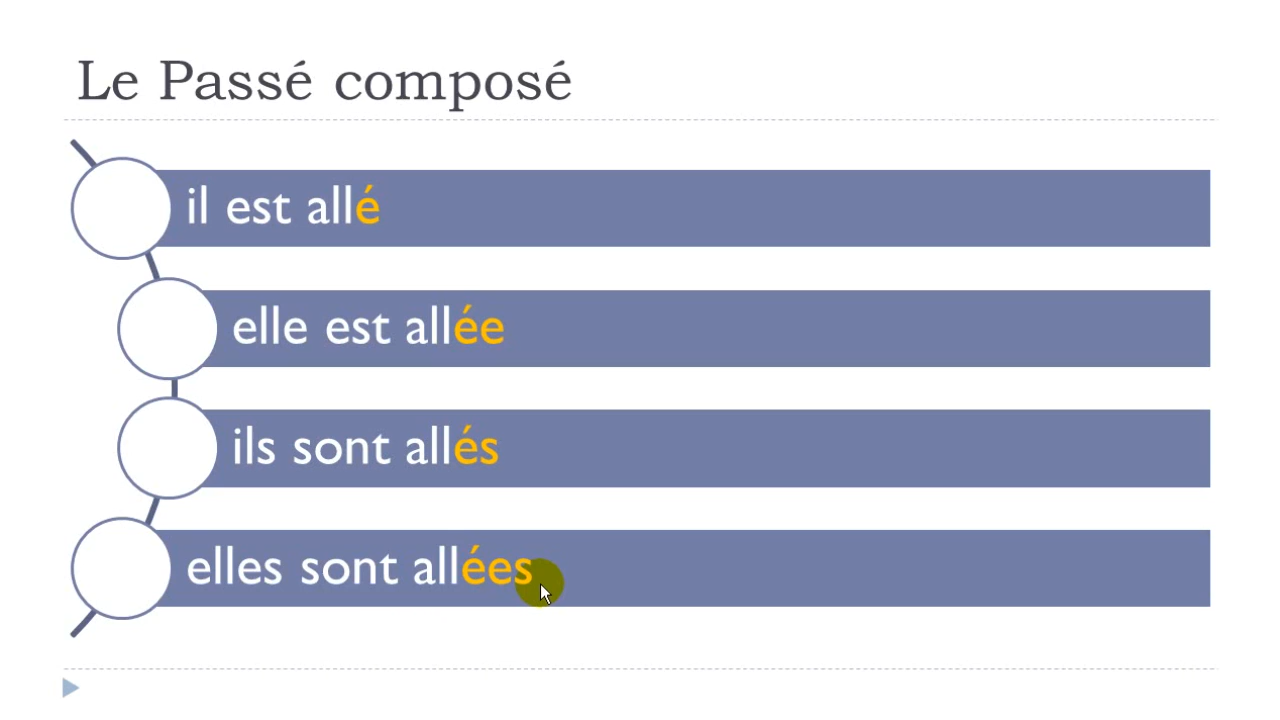 Le Passé composé
il est allé
elle est allée
ils sont allés
elles sont allées